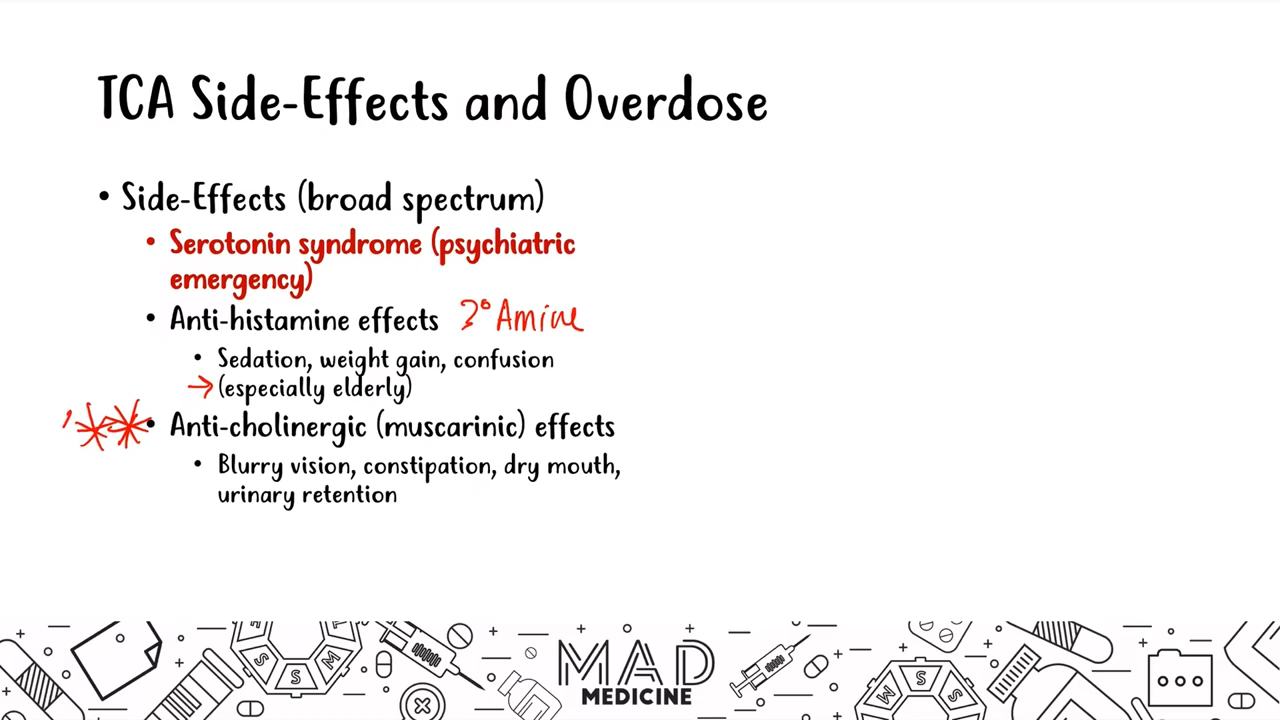 TCA Side-Effects and Overdose
• Side-Effects (broad spectrum)
• Serotonin syndrome (psychiatric
emergency)
• Anti-histamine effects 3° Amine
• Sedation, weight gain, confusion
→ (especially elderly)
• Anti-cholinergic (muscarinic) effects
• Blurry vision, constipation, dry mouth,
urinary retention
S S M
M S S
MAD
MEDICINE